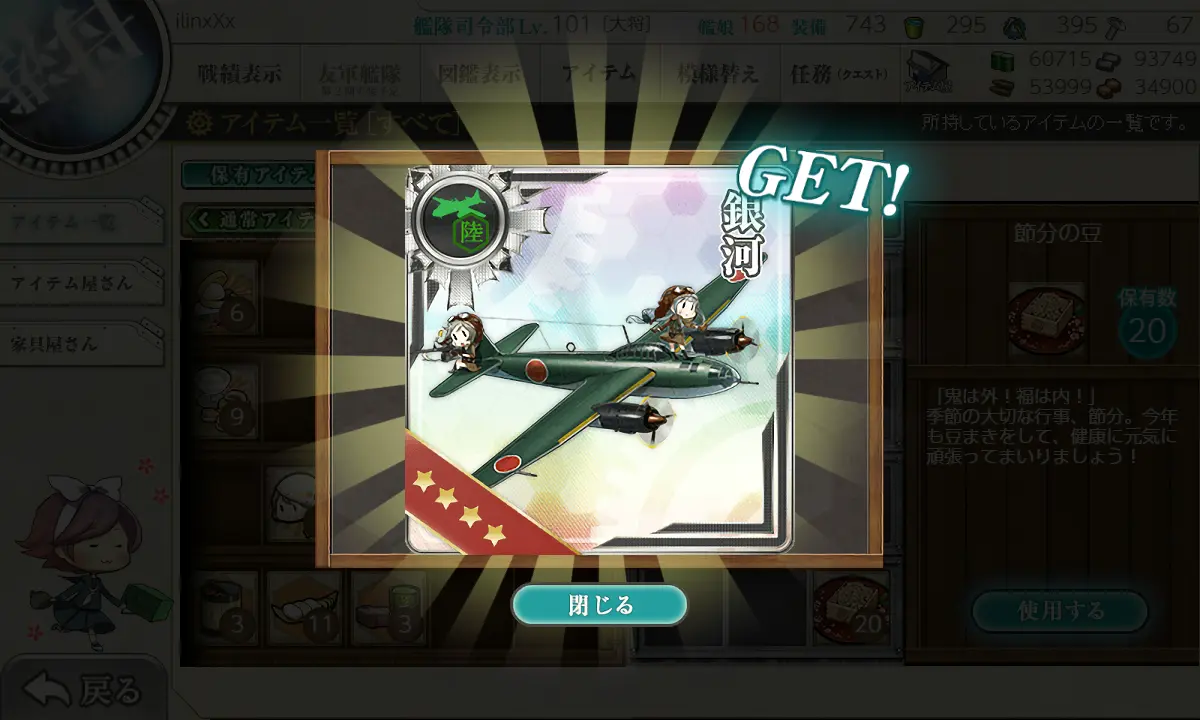 ilinxXx
艦隊司令部Lv. 101 [大将]
艦娘 168 装備 743 295 395 67
戦績表示
友軍艦隊
図鑑表示
アイテム
模様替え
任務(クエスト)
60715 93749
53999 34900
アイテム一覧 [すべて]
所持しているアイテムの一覧です。
保有アイテム
通常アイテ
アイテム一覧
アイテム屋さん
家具屋さん
GET!
銀河
陸
節分の豆
保有数
20
「鬼は外!福は内!」
季節の大切な行事、節分。今年
も豆まきをして、健康に元気に
頑張ってまいりましょう!
6
9
3
11
3
20
閉じる
使用する
戻る